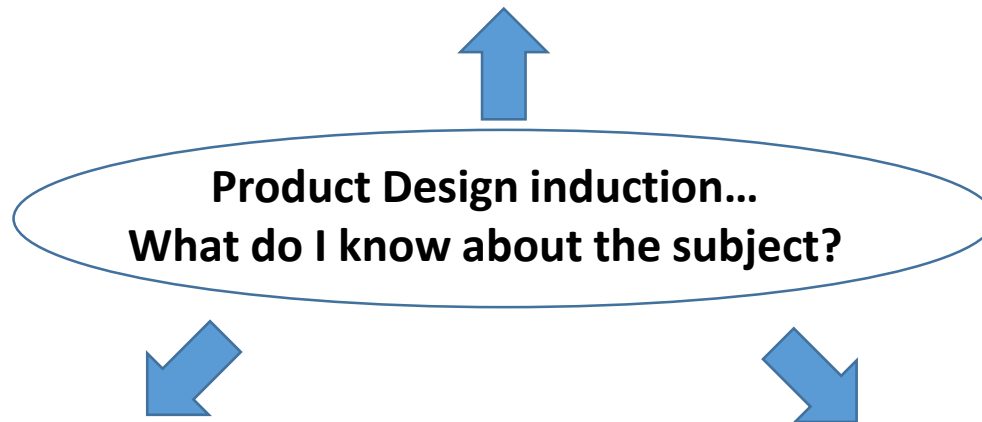 Product Design induction…
What do I know about the subject?